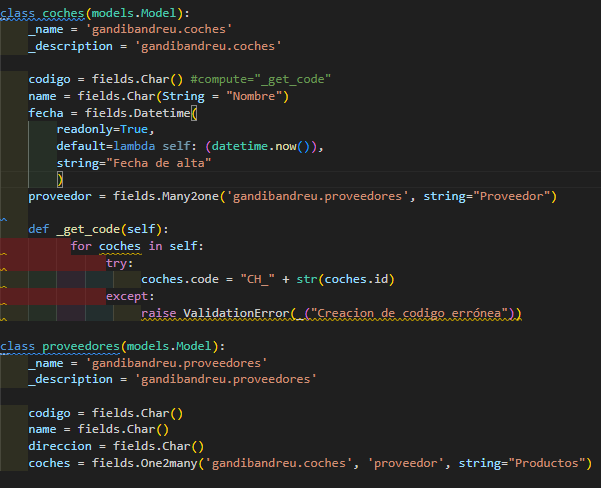 class coches(models.Model):
    _name = 'gandibandreu.coches'
    _description = 'gandibandreu.coches'
    codigo = fields.Char() #compute="_get_code"
    name = fields.Char(String = "Nombre")
    fecha = fields.Datetime(
        readonly=True,
        default=lambda self: (datetime.now()),
        string="Fecha de alta"
        )
    proveedor = fields.Many2one('gandibandreu.proveedores', string="Proveedor")
    def _get_code(self):
          for coches in self:
               try:
                    coches.code = "CH_" + str(coches.id)
               except:
                    raise ValidationError(_("Creacion de codigo errónea"))
class proveedores(models.Model):
    _name = 'gandibandreu.proveedores'
    _description = 'gandibandreu.proveedores'
    codigo = fields.Char()
    name = fields.Char()
    direccion = fields.Char()
    coches = fields.One2many('gandibandreu.coches', 'proveedor', string="Productos")